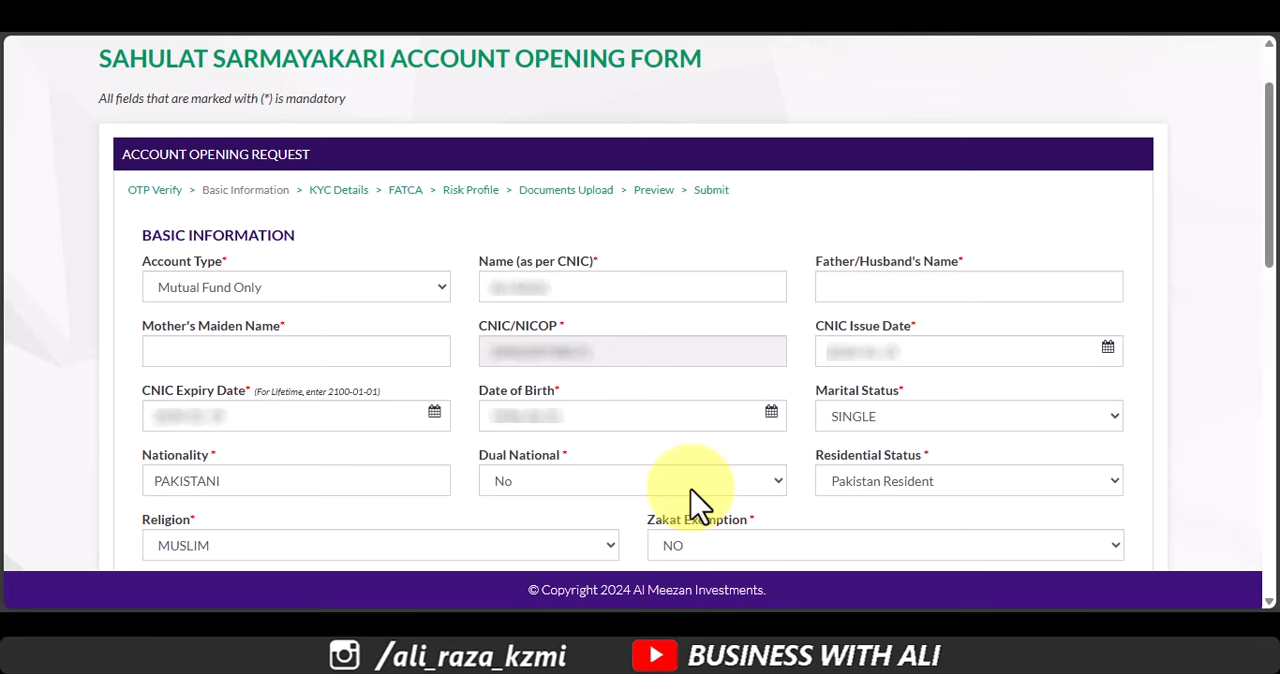 SAHULAT SARMAYAKARI ACCOUNT OPENING FORM
All fields that are marked with (*) is mandatory
ACCOUNT OPENING REQUEST
OTP Verify > Basic Information > KYC Details > FATCA > Risk Profile > Documents Upload > Preview > Submit
BASIC INFORMATION
Account Type* Name (as per CNIC)* Father/Husband's Name*
Mutual Fund Only
Mother's Maiden Name* CNIC/NICOP * CNIC Issue Date*
CNIC Expiry Date* (For Lifetime, enter 2100-01-01) Date of Birth* Marital Status*
SINGLE
Nationality * Dual National * Residential Status *
PAKISTANI No Pakistan Resident
Religion* Zakat Exemption *
MUSLIM NO
© Copyright 2024 Al Meezan Investments.
/ali_raza_kzmi BUSINESS WITH ALI